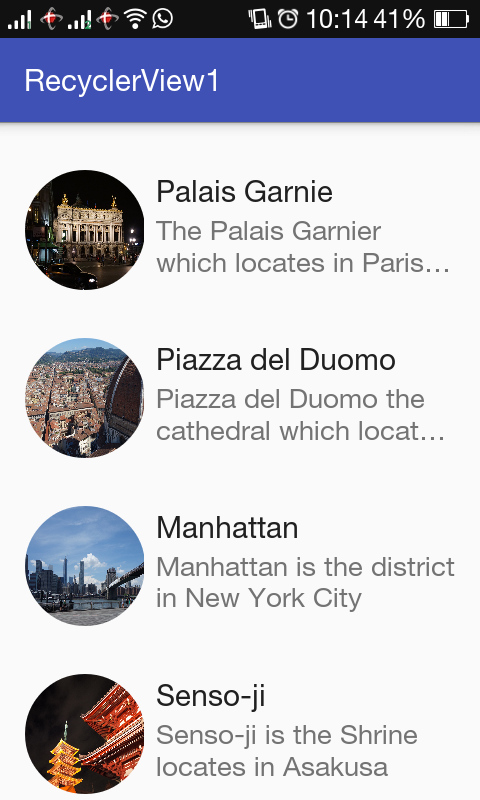 10:14 41%
RecyclerView1
Palais Garnie
The Palais Garnier
which locates in Paris…
Piazza del Duomo
Piazza del Duomo the
cathedral which locat…
Manhattan
Manhattan is the district
in New York City
Senso-ji
Senso-ji is the Shrine
locates in Asakusa